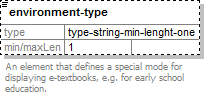 environment-type
type type-string-min-lenght-one
min/maxLen 1
An element that defines a special mode for
displaying e-textbooks, e.g. for early school
education.